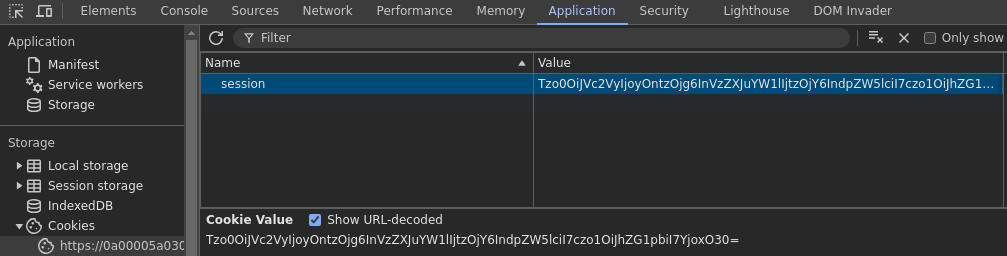 Elements Console Sources Network Performance Memory Application Security Lighthouse DOM Invader
Application
Manifest
Service workers
Storage
Storage
Local storage
Session storage
IndexedDB
Cookies
https://0a00005a030
Filter
Only show
Name Value
session Tzo0OiJVc2VyIjoyOntzOjg6InVzZXJuYW1lIjtzOjY6IndpZW5lciI7czo1OiJhZG1...
Cookie Value Show URL-decoded
Tzo0OiJVc2VyIjoyOntzOjg6InVzZXJuYW1lIjtzOjY6IndpZW5lciI7czo1OiJhZG1pbiI7YjoxO30=